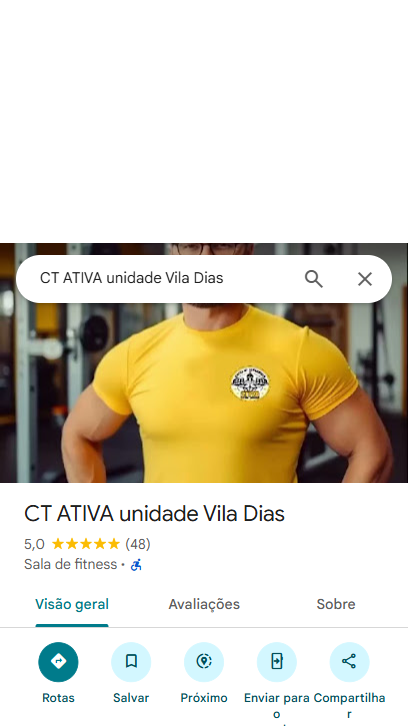 CT ATIVA unidade Vila Dias
CT ATIVA unidade Vila Dias
5,0 ★★★★★ (48)
Sala de fitness ·
Visão geral
Avaliações
Sobre
Rotas
Salvar
Próximo
Enviar para
o
Compartilha
r